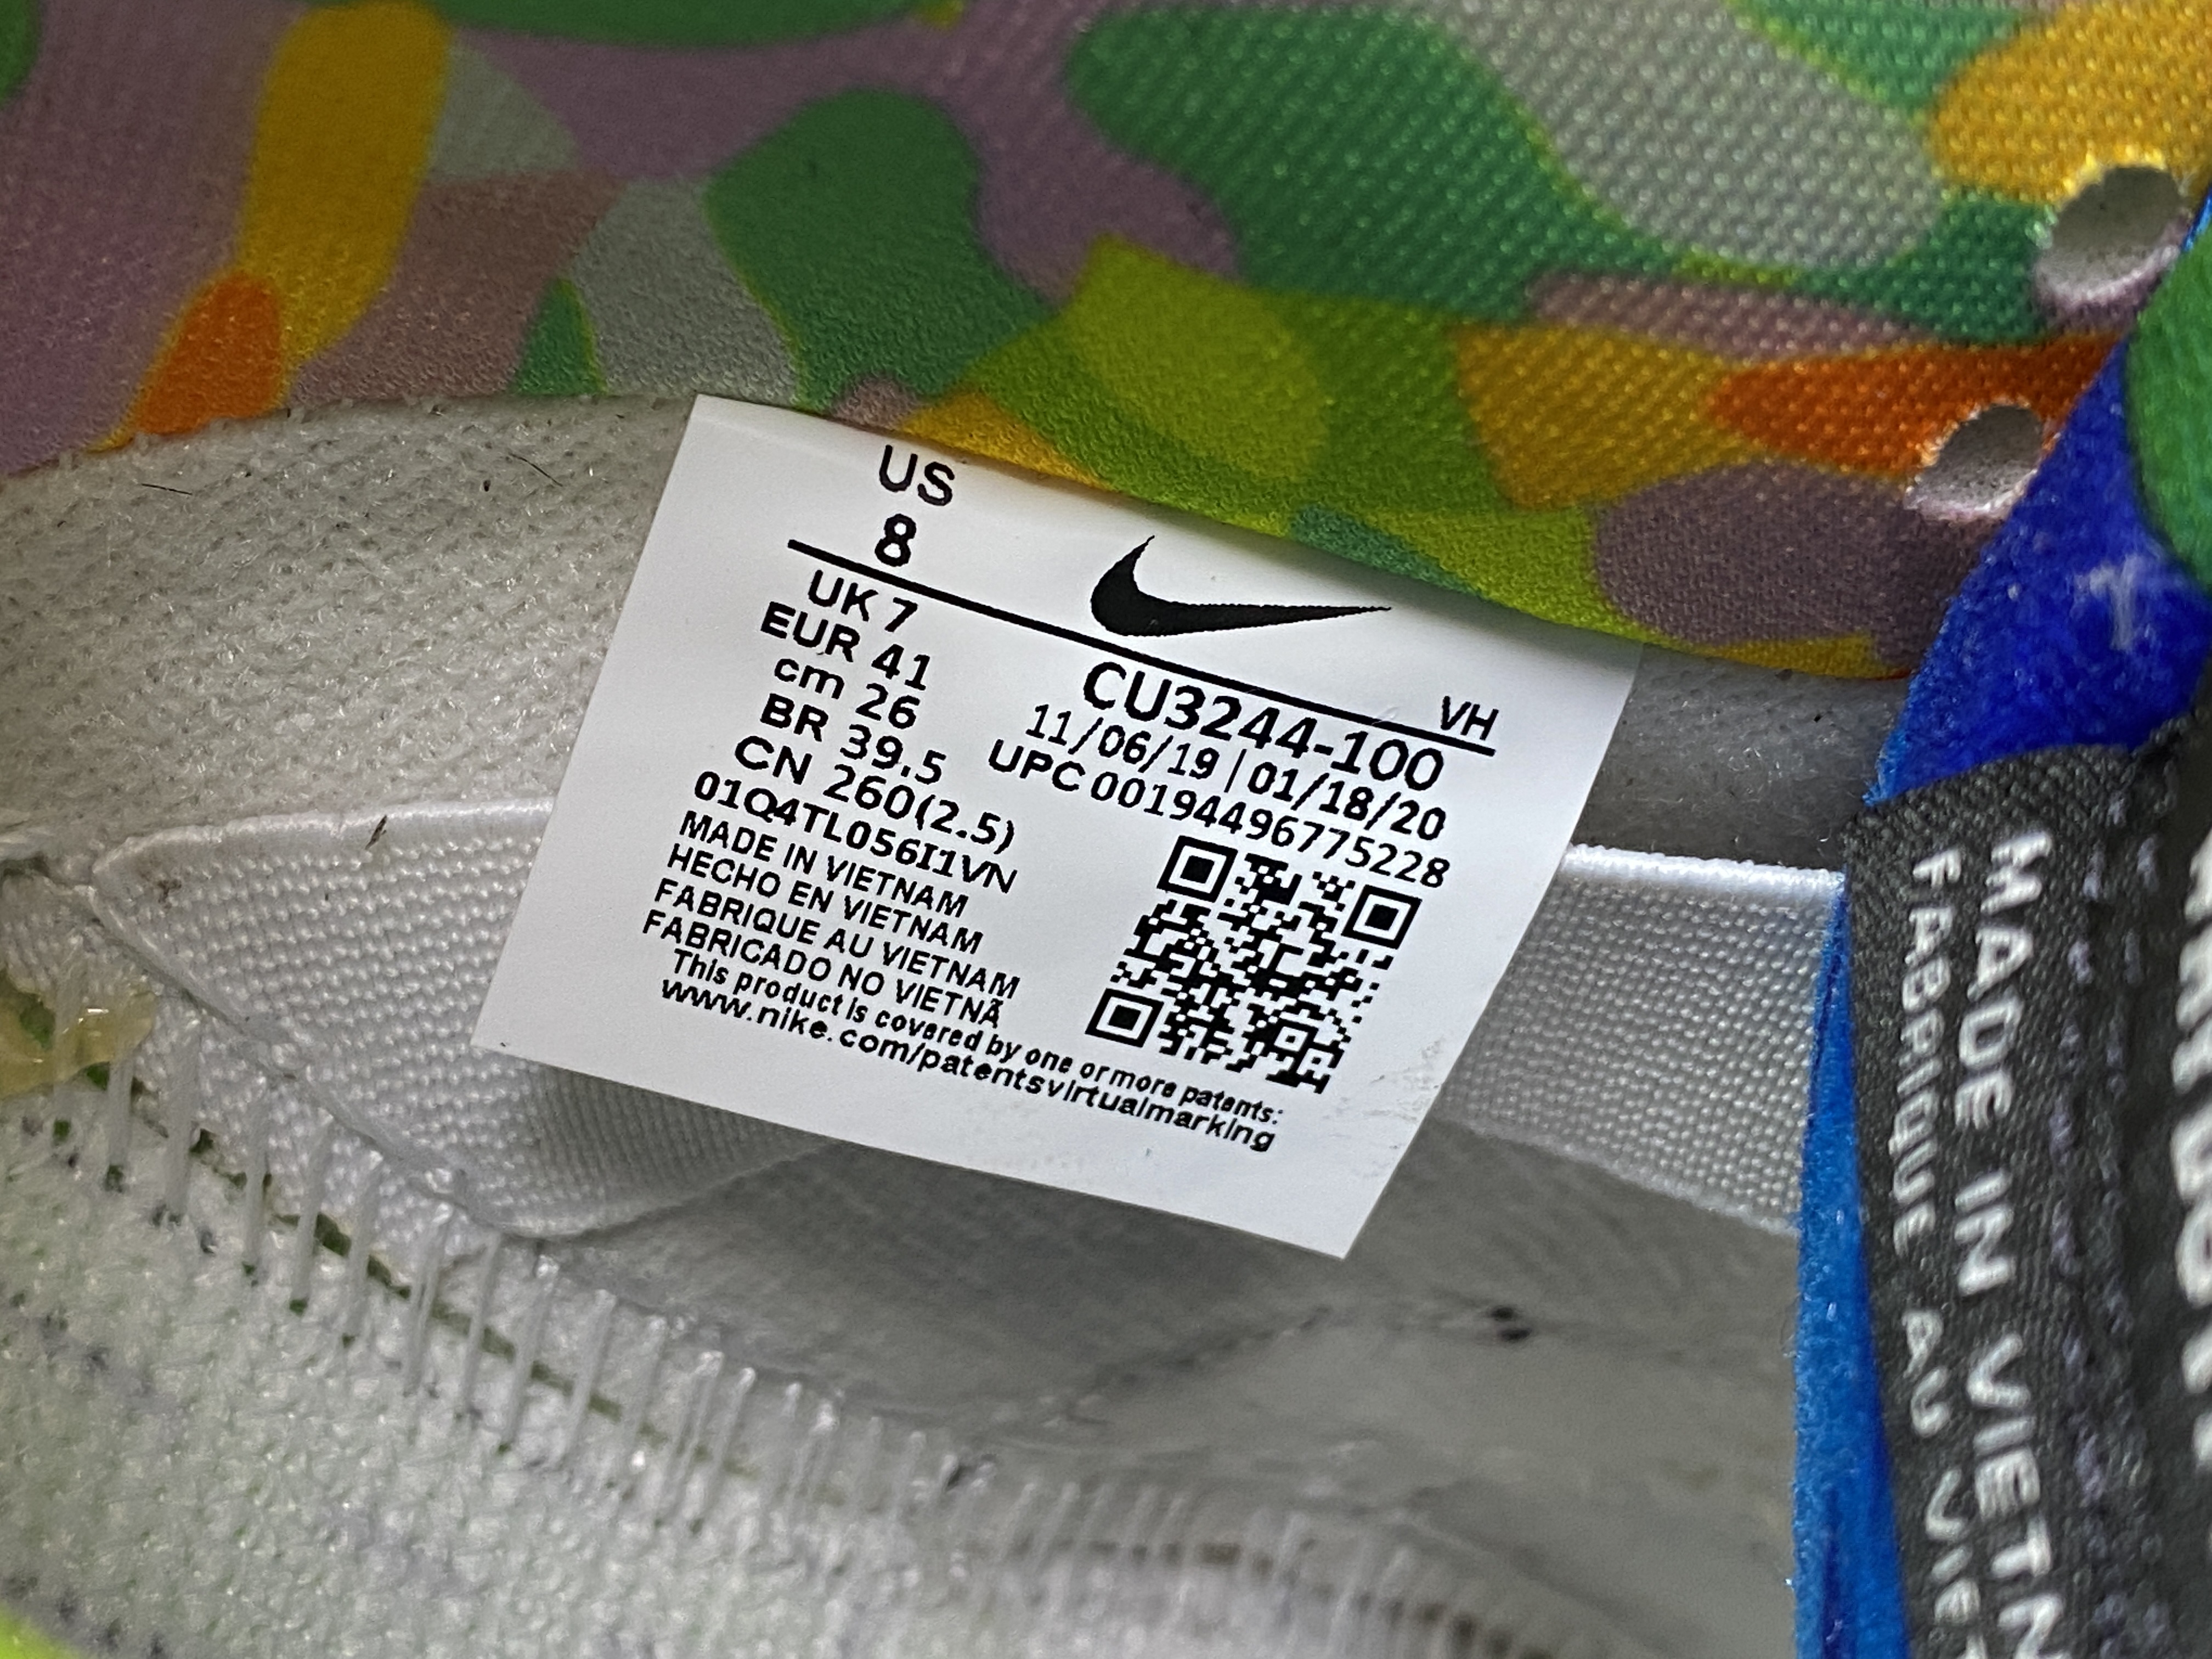 US
8
UK 7
EUR 41
cm 26
BR 39.5
CN 260(2.5)
01Q4TL056I1VN
MADE IN VIETNAM
HECHO EN VIETNAM
FABRIQUE AU VIETNAM
FABRICADO NO VIETNÃ
This product is covered by one or more patents:
www.nike.com/patentsvirtualmarking
VH
CU3244-100
11/06/19 | 01/18/20
UPC 00194496775228
MADE IN VIETN
FABRIQUE AU VIET